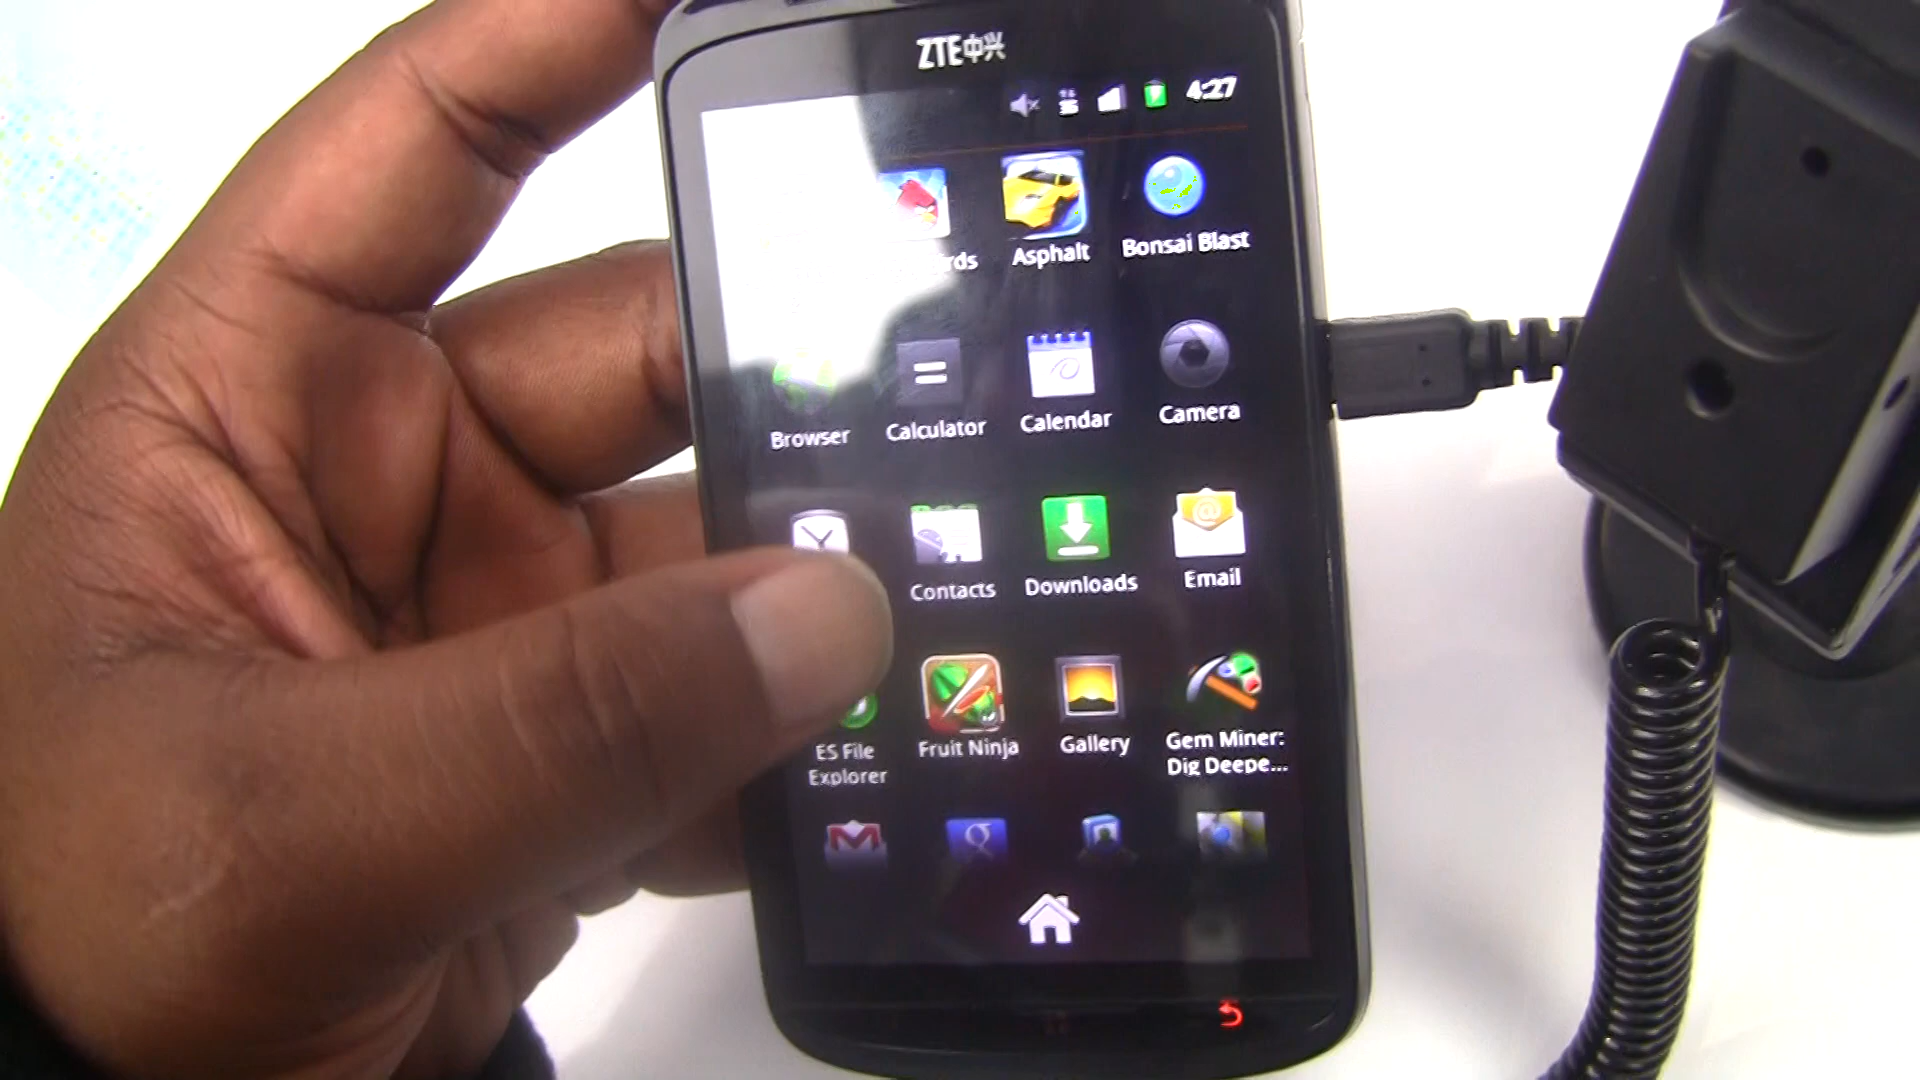 ZTE中兴
4:27
Asphalt
Bonsai Blast
Browser
Calculator
Calendar
Camera
Contacts
Downloads
Email
ES File
Explorer
Fruit Ninja
Gallery
Gem Miner:
Dig Deepe...